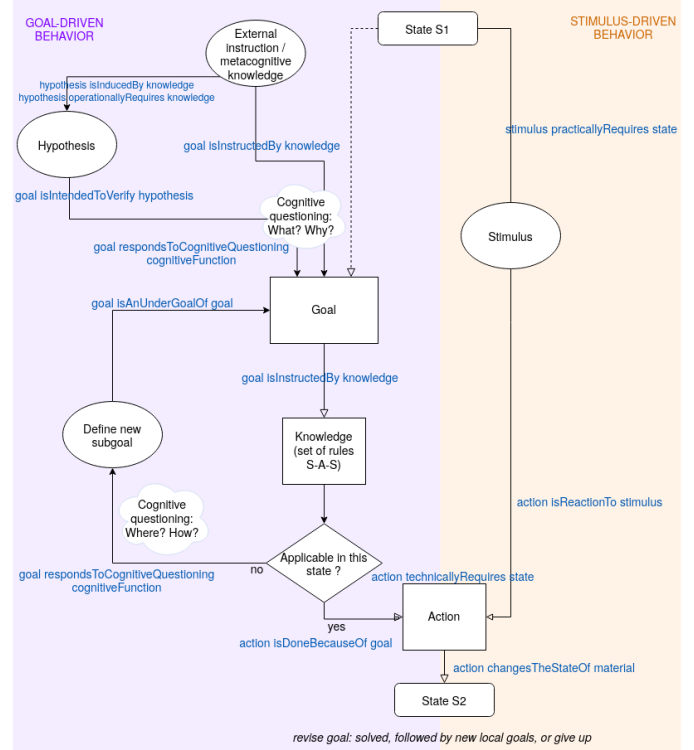 GOAL-DRIVEN
BEHAVIOR
External
instruction /
metacognitive
knowledge
State S1
STIMULUS-DRIVEN
BEHAVIOR
hypothesis isInducedBy knowledge
hypothesis operationallyRequires knowledge
stimulus practicallyRequires state
Hypothesis
goal isInstructedBy knowledge
goal isIntendedToVerify hypothesis
Cognitive
questioning:
What? Why?
Stimulus
goal respondsToCognitiveQuestioning
cognitiveFunction
goal isAnUnderGoalOf goal
Goal
goal isInstructedBy knowledge
Define new
subgoal
Knowledge
(set of rules
S-A-S)
Cognitive
questioning:
Where? How?
action isReactionTo stimulus
Applicable in this
state ?
no
goal respondsToCognitiveQuestioning
cognitiveFunction
action technicallyRequires state
Action
yes
action isDoneBecauseOf goal
action changesTheStateOf material
State S2
revise goal: solved, followed by new local goals, or give up